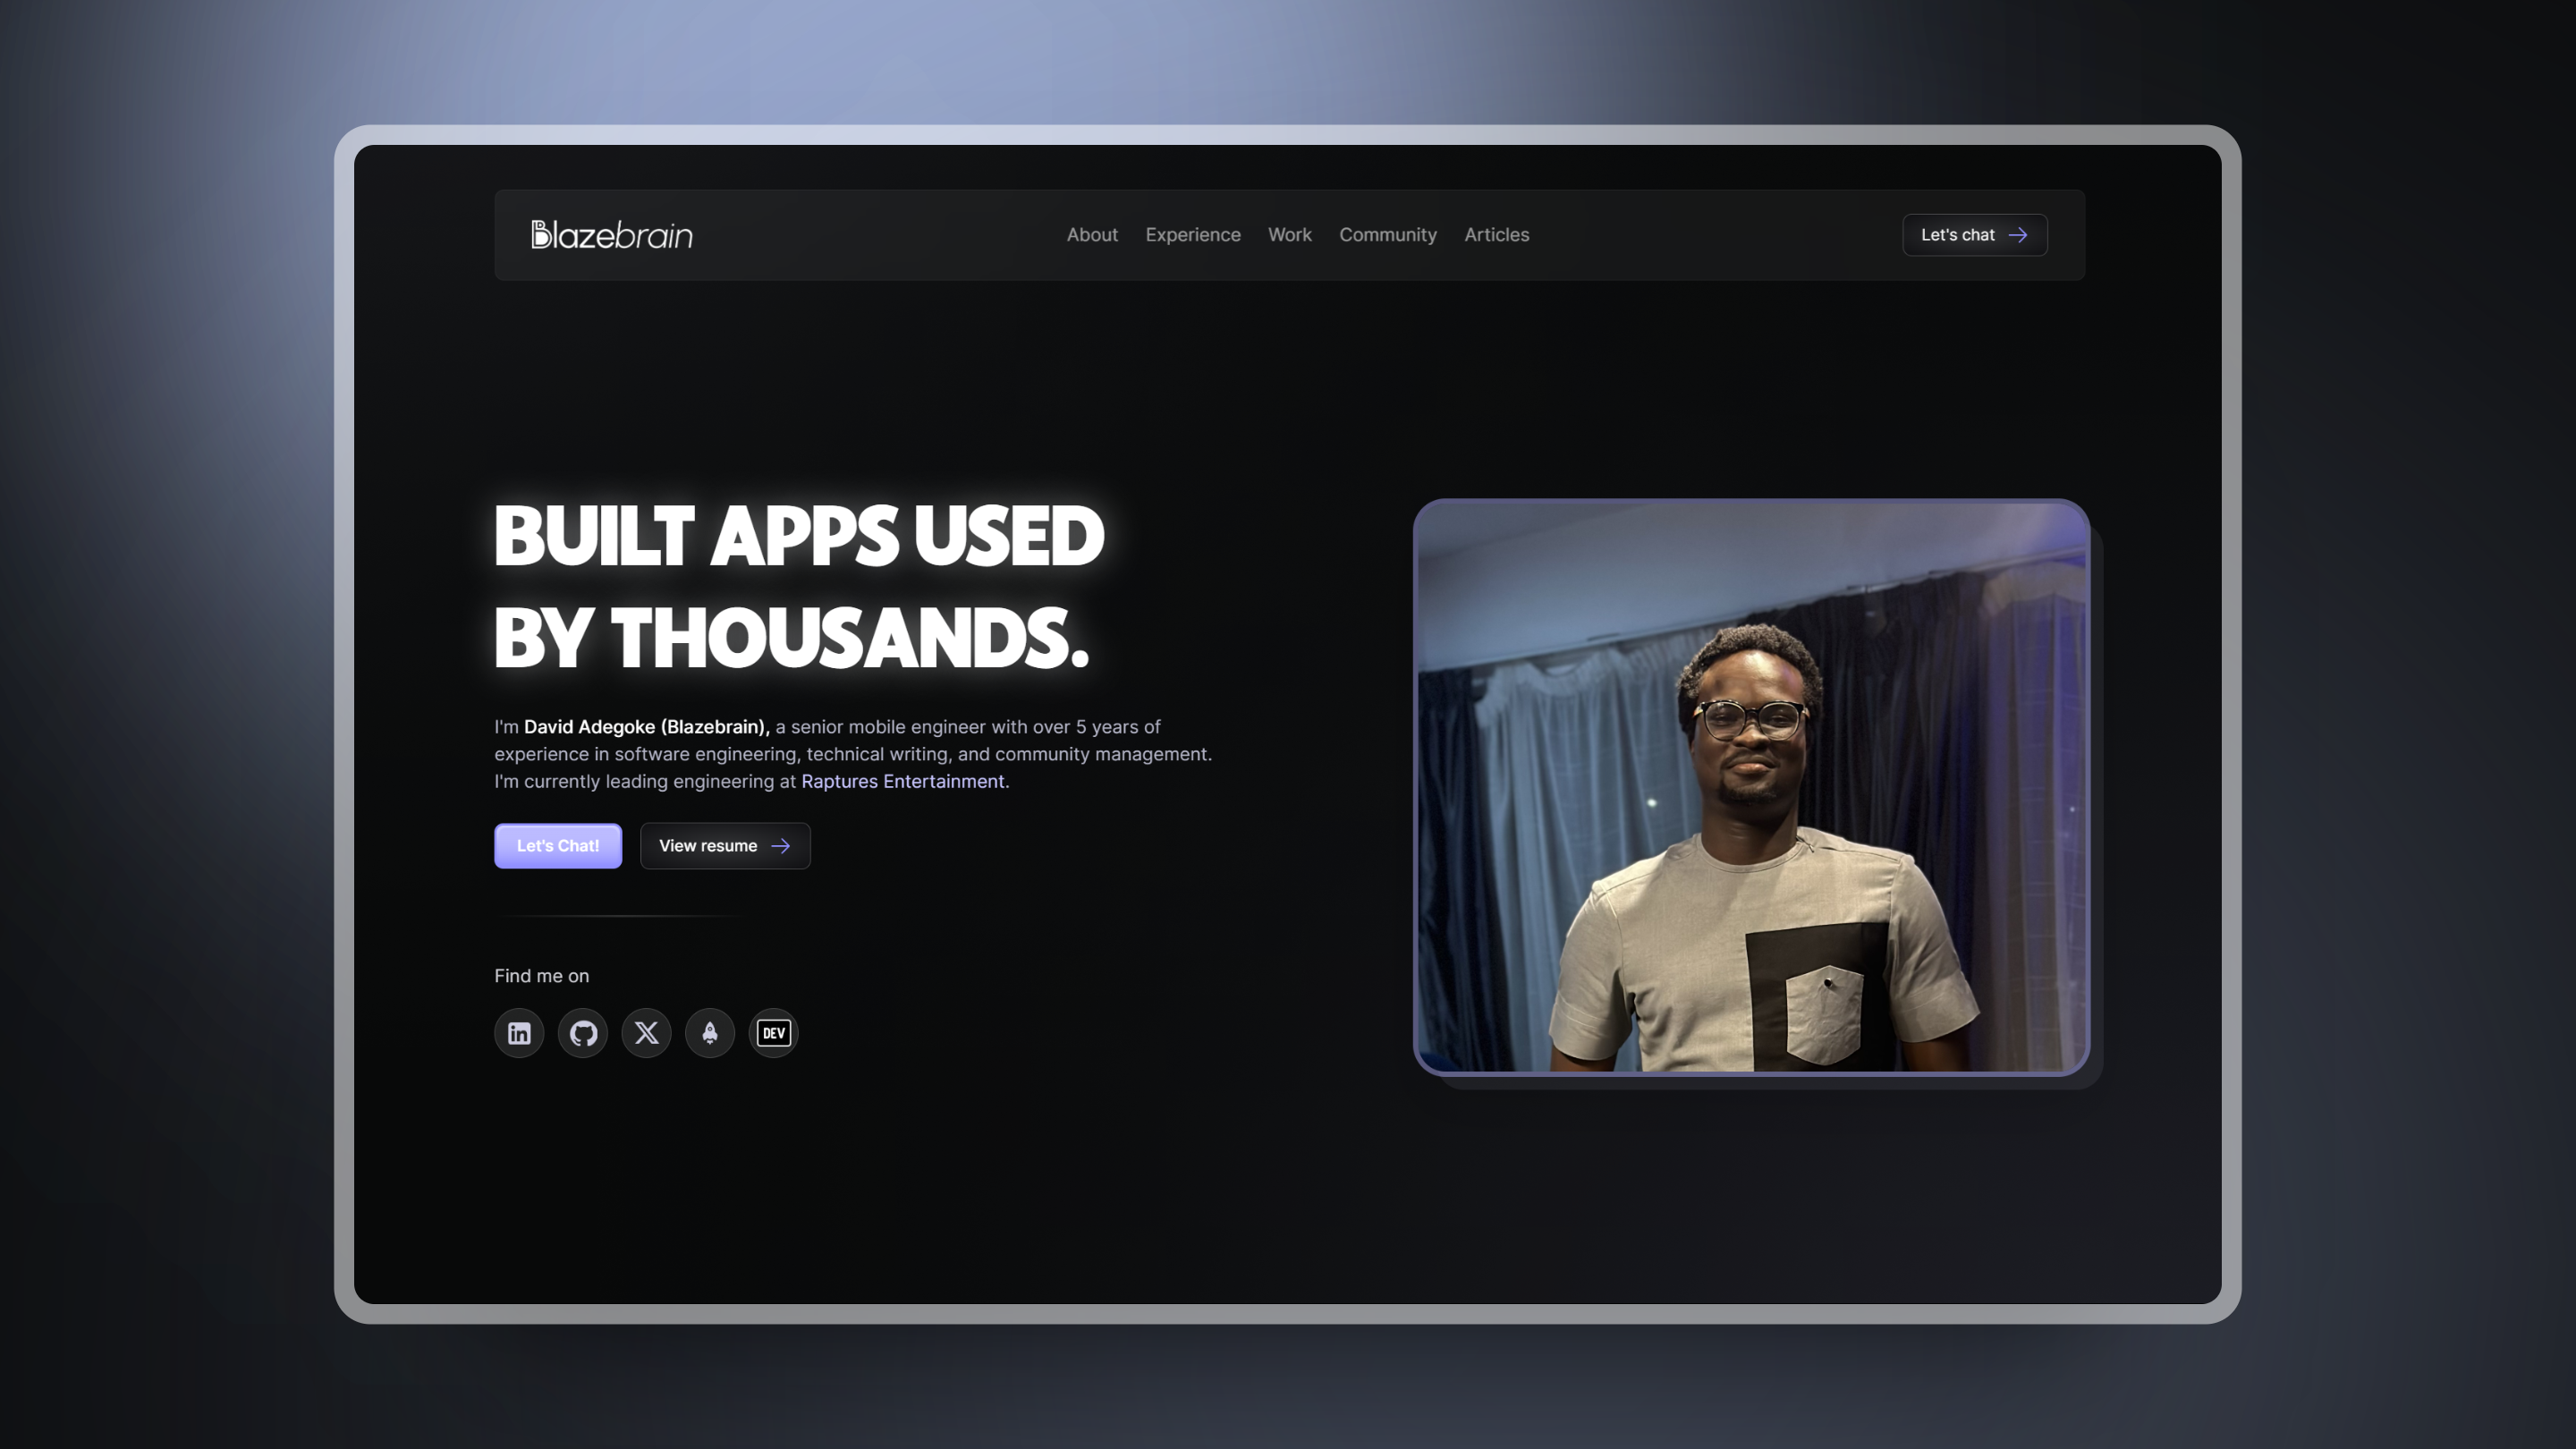 Blazebrain
About Experience Work Community Articles
Let's chat
BUILT APPS USED
BY THOUSANDS.
I'm David Adegoke (Blazebrain), a senior mobile engineer with over 5 years of
experience in software engineering, technical writing, and community management.
I'm currently leading engineering at Raptures Entertainment.
Let's Chat! View resume
Find me on
in X DEV